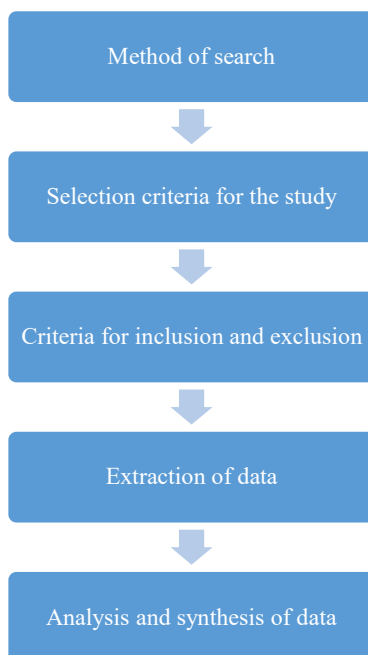 Method of search
Selection criteria for the study
Criteria for inclusion and exclusion
Extraction of data
Analysis and synthesis of data